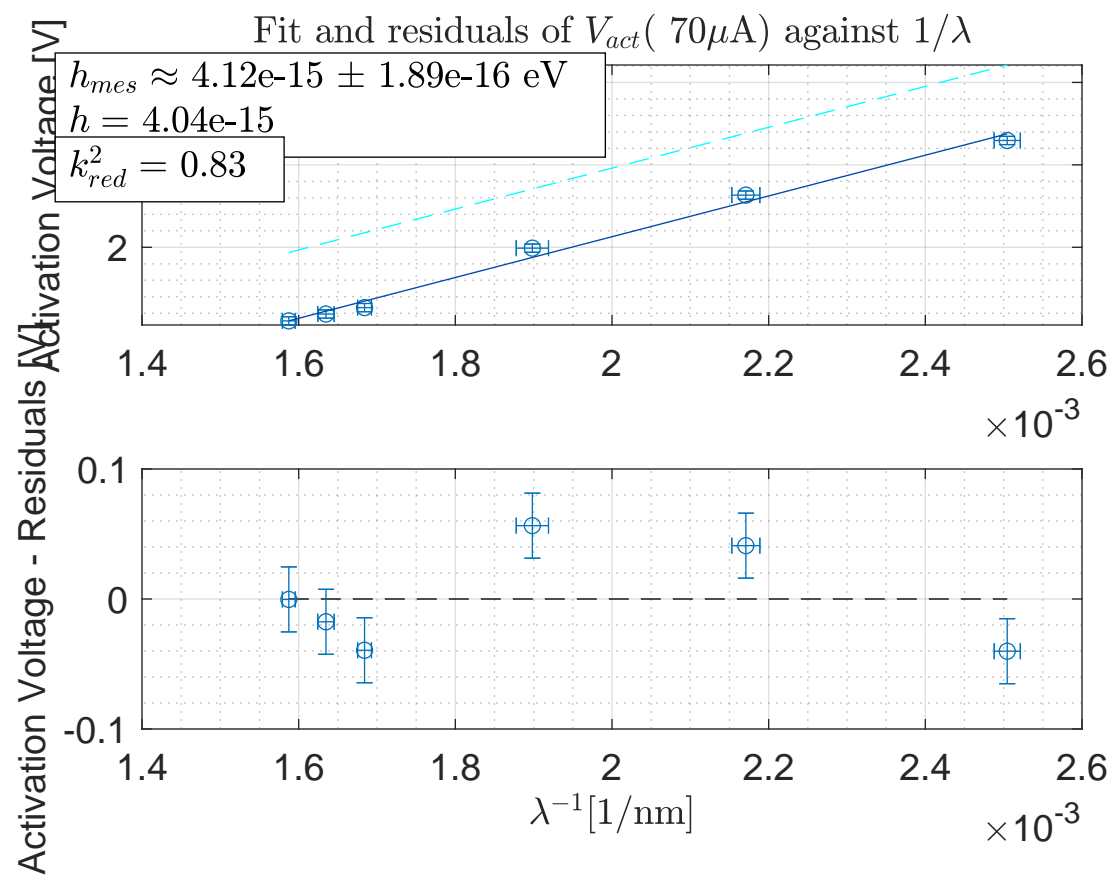 Fit and residuals of V_act( 70μA) against 1/λ
h_mes ≈ 4.12e-15 ± 1.89e-16 eV
h = 4.04e-15
k²_red = 0.83
Activation Voltage [V]
2
1.4 1.6 1.8 2 2.2 2.4 2.6
×10⁻³
Activation Voltage - Residuals [V]
0.1
0
-0.1
1.4 1.6 1.8 2 2.2 2.4 2.6
λ⁻¹[1/nm]
×10⁻³